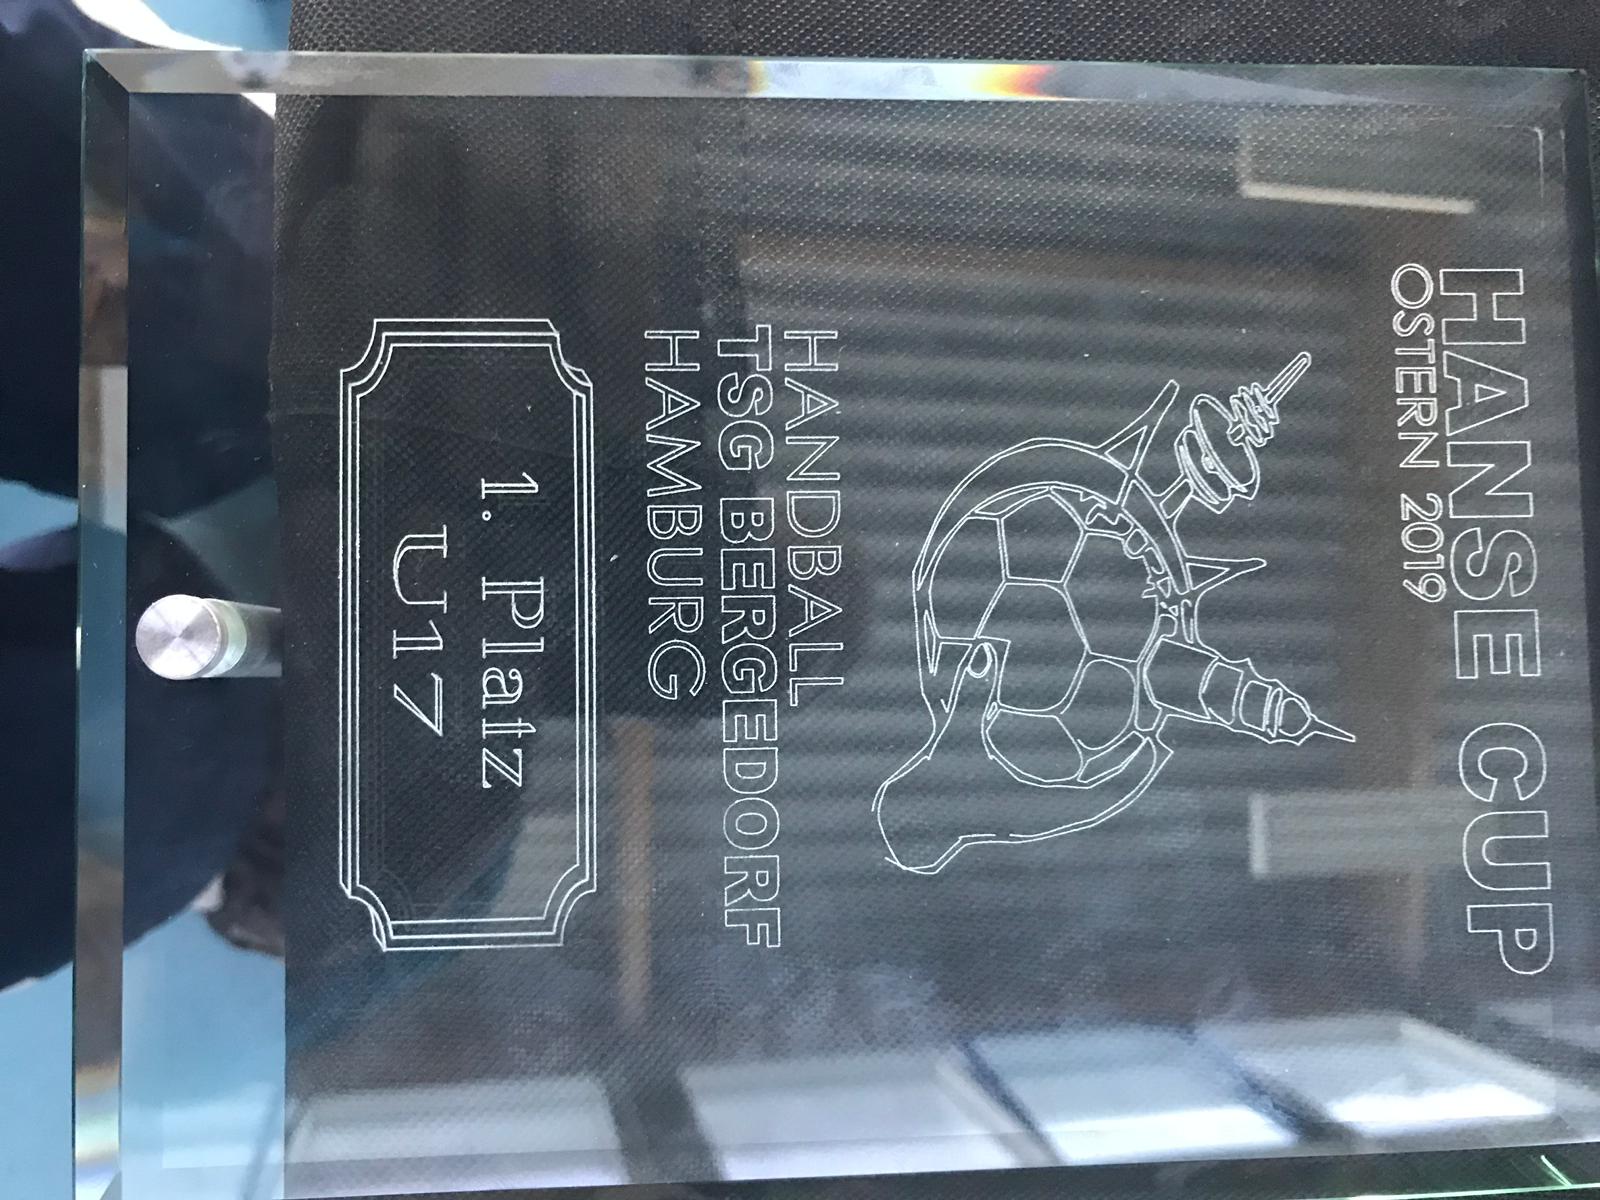 HANSE CUP
OSTERN 2019
HANDBALL
TSG BERGEDORF
HAMBURG
1. Platz
U17